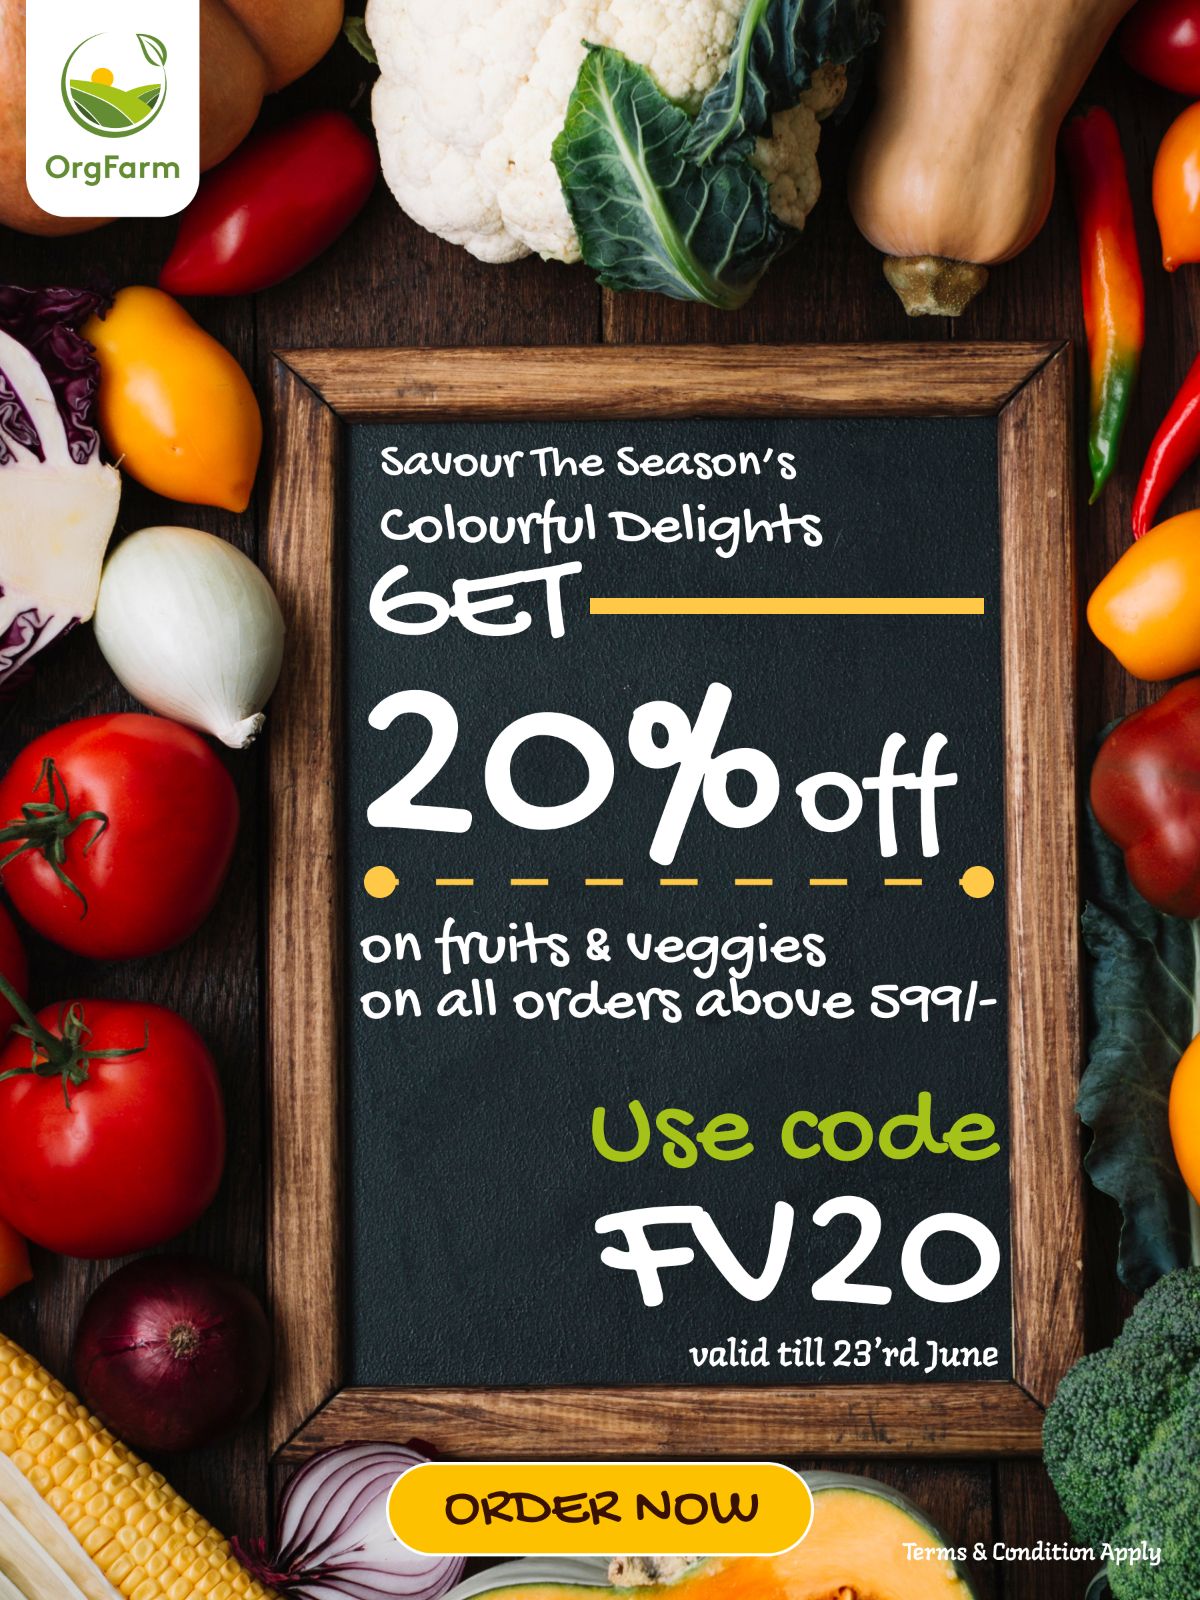 OrgFarm
Savour The Season's
Colourful Delights
GET
20% off
on fruits & veggies
on all orders above 599/-
Use code
FV20
valid till 23'rd June
ORDER NOW
Terms & Condition Apply